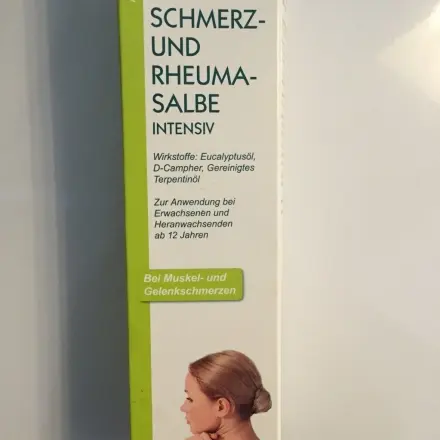 SCHMERZ-
UND
RHEUMA-
SALBE
INTENSIV
Wirkstoffe: Eucalyptusöl,
D-Campher, Gereinigtes
Terpentinöl
Zur Anwendung bei
Erwachsenen und
Heranwachsenden
ab 12 Jahren
Bei Muskel- und
Gelenkschmerzen